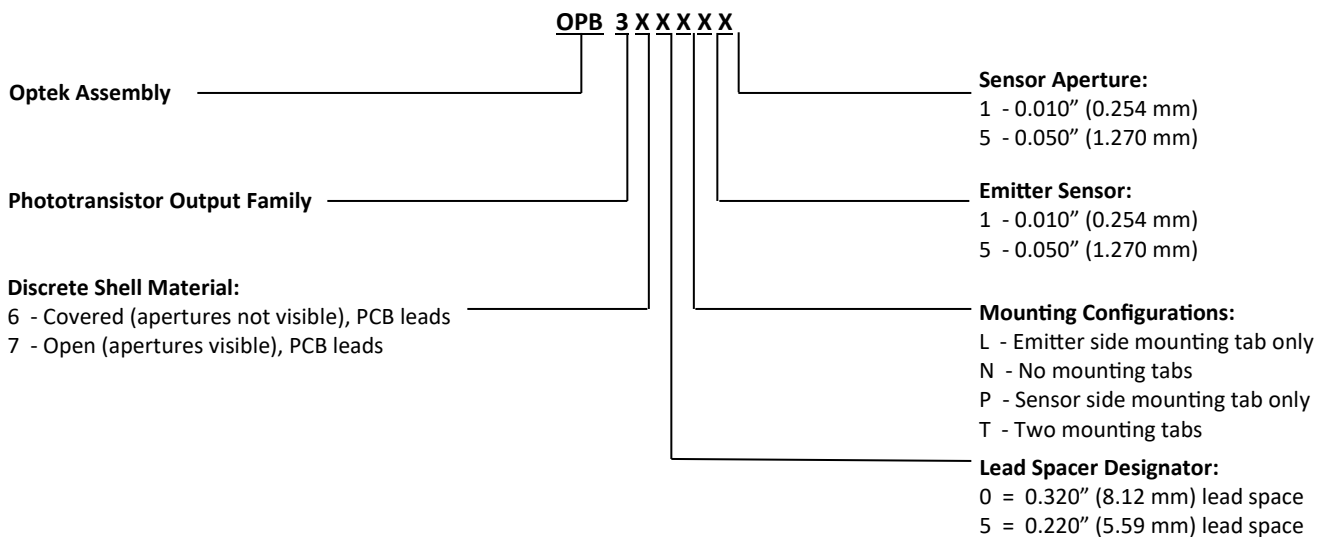 OPB 3 X X X X X
Optek Assembly
Phototransistor Output Family
Discrete Shell Material:
6 - Covered (apertures not visible), PCB leads
7 - Open (apertures visible), PCB leads
Sensor Aperture:
1 - 0.010” (0.254 mm)
5 - 0.050” (1.270 mm)
Emitter Sensor:
1 - 0.010” (0.254 mm)
5 - 0.050” (1.270 mm)
Mounting Configurations:
L - Emitter side mounting tab only
N - No mounting tabs
P - Sensor side mounting tab only
T - Two mounting tabs
Lead Spacer Designator:
0 = 0.320” (8.12 mm) lead space
5 = 0.220” (5.59 mm) lead space